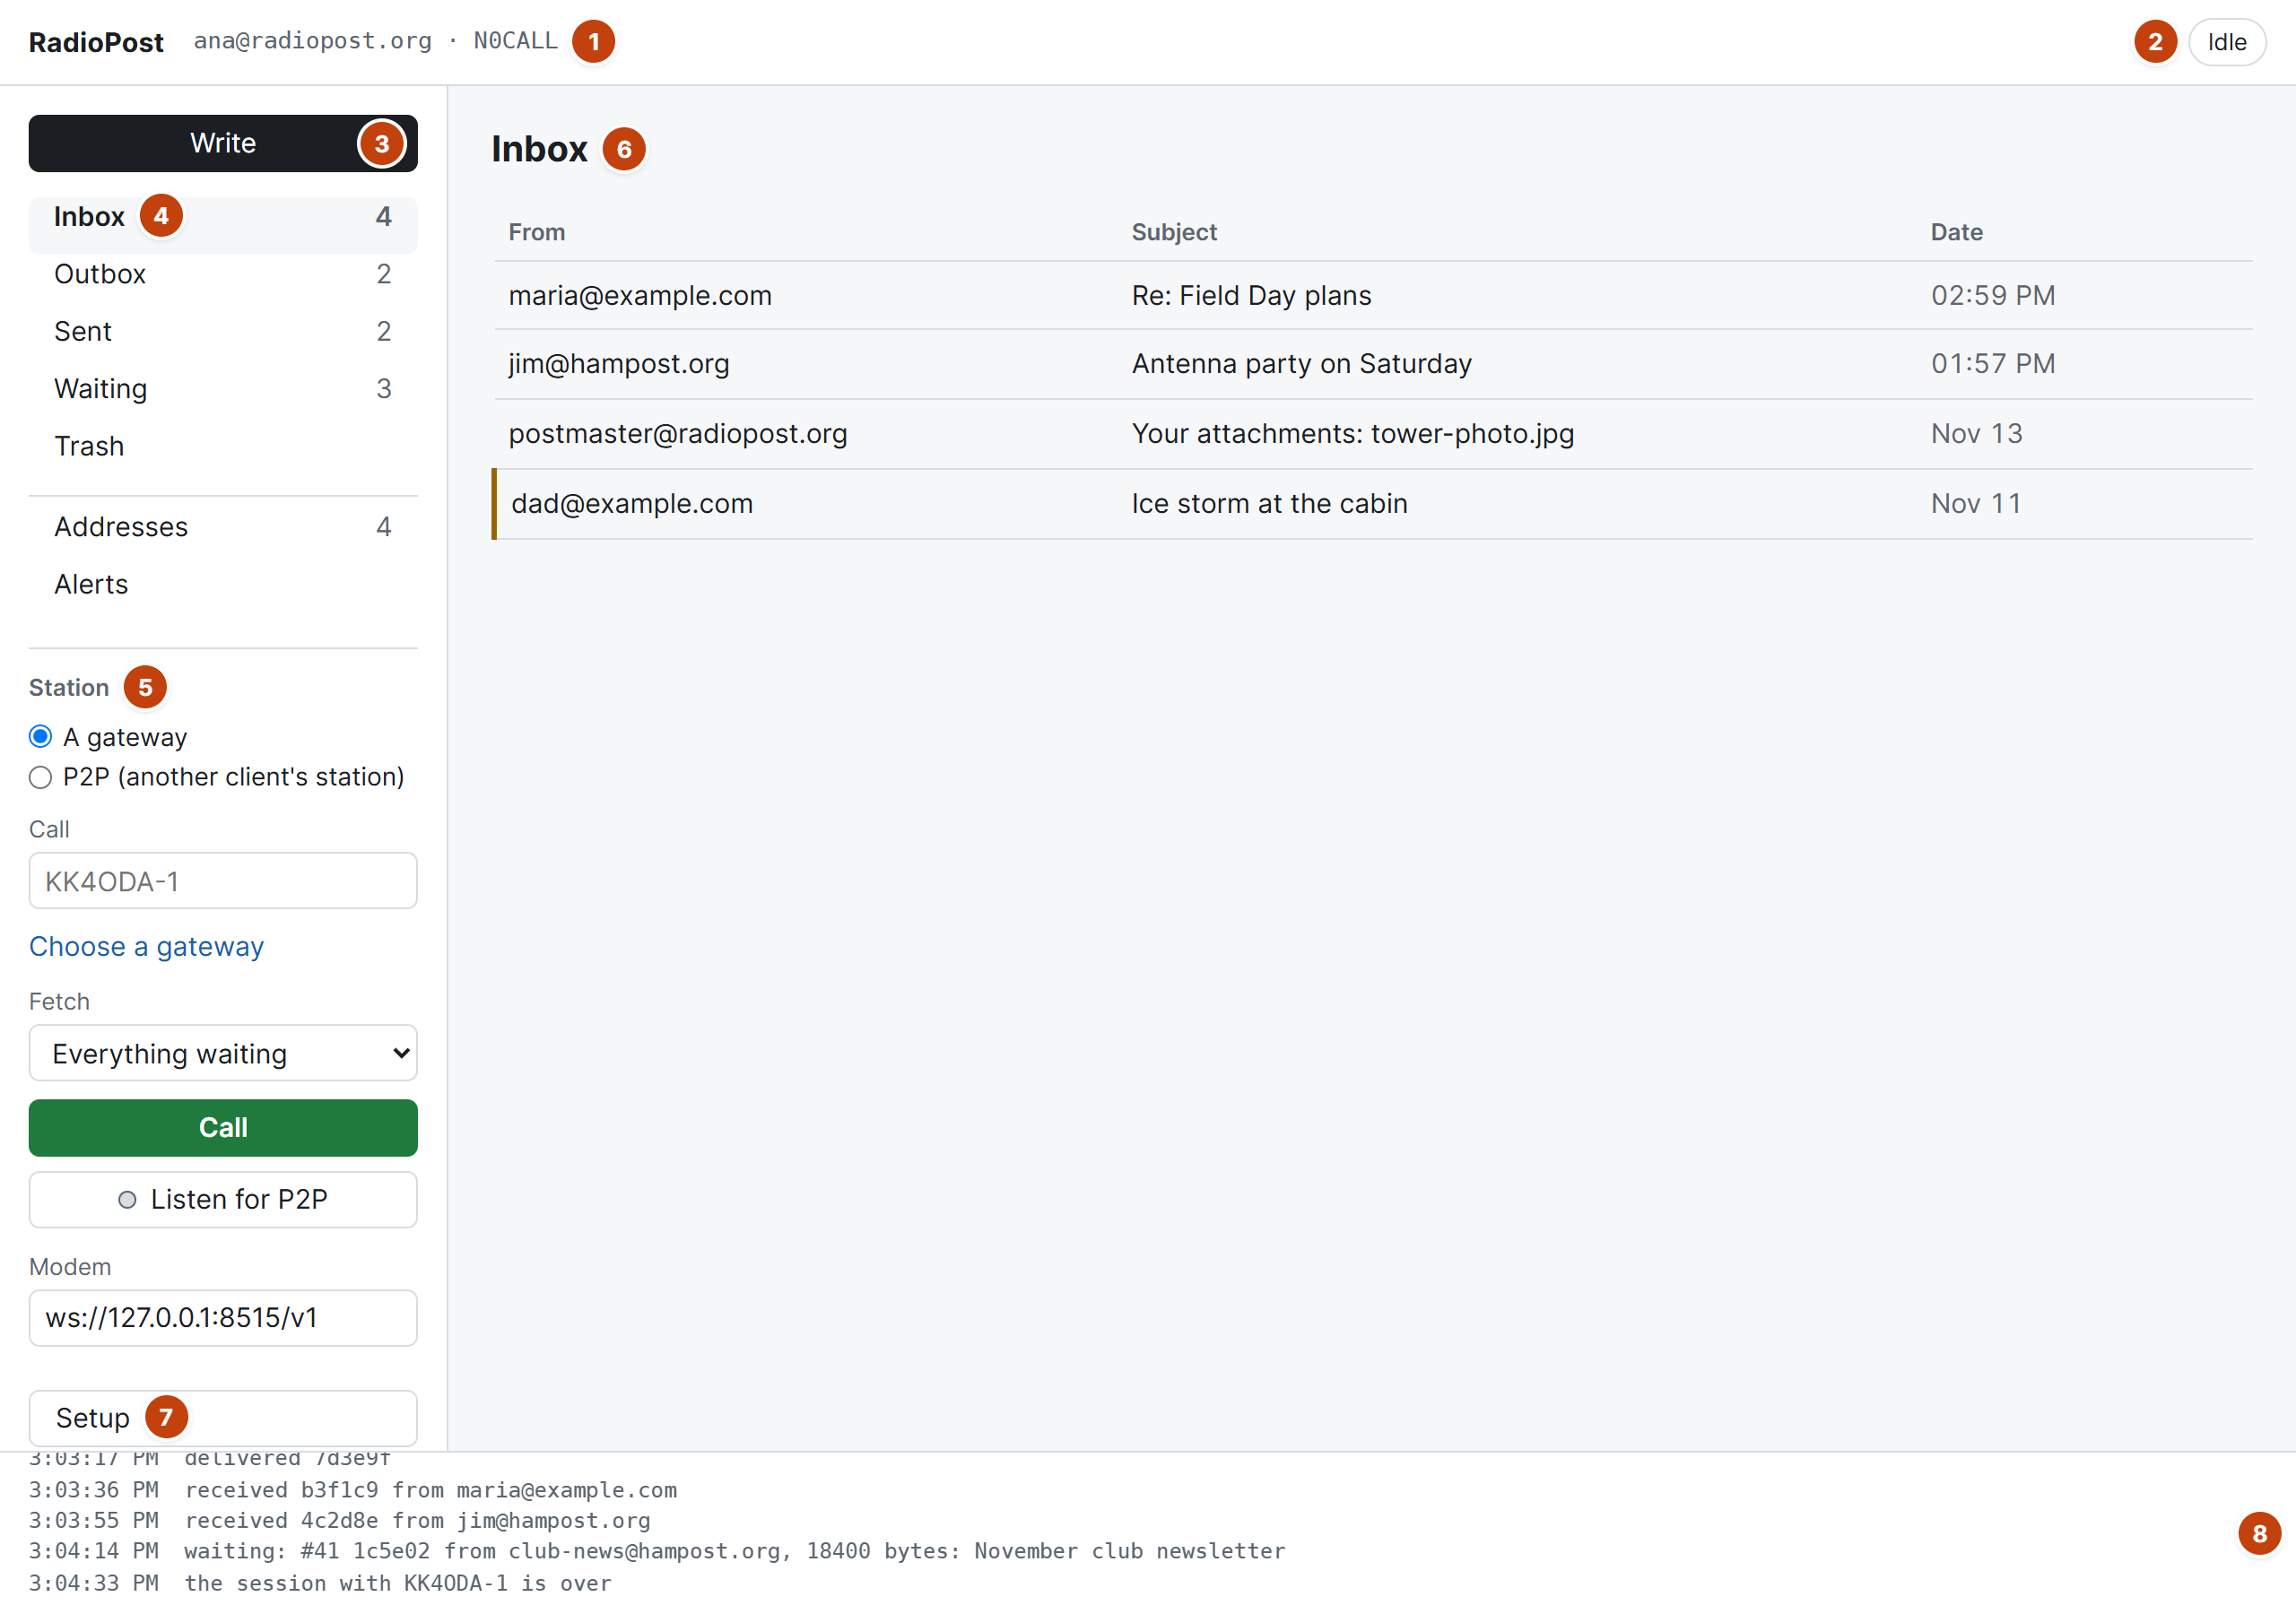 RadioPost ana@radiopost.org · N0CALL 1 2 Idle
Write 3
Inbox 4 4
Outbox 2
Sent 2
Waiting 3
Trash
Addresses 4
Alerts
Station 5
A gateway
P2P (another client's station)
Call
KK4ODA-1
Choose a gateway
Fetch
Everything waiting
Call
Listen for P2P
Modem
ws://127.0.0.1:8515/v1
Setup 7
Inbox 6
From Subject Date
maria@example.com Re: Field Day plans 02:59 PM
jim@hampost.org Antenna party on Saturday 01:57 PM
postmaster@radiopost.org Your attachments: tower-photo.jpg Nov 13
dad@example.com Ice storm at the cabin Nov 11
3:03:17 PM delivered 7d3e9f
3:03:36 PM received b3f1c9 from maria@example.com
3:03:55 PM received 4c2d8e from jim@hampost.org
3:04:14 PM waiting: #41 1c5e02 from club-news@hampost.org, 18400 bytes: November club newsletter
3:04:33 PM the session with KK4ODA-1 is over
8